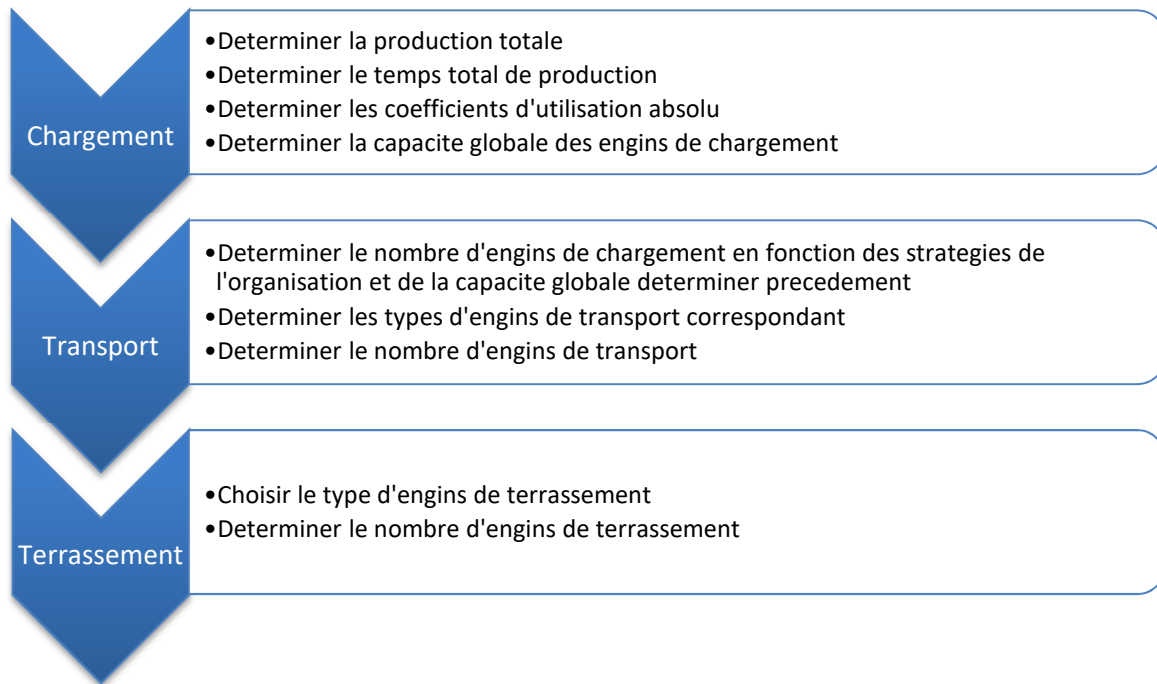 Chargement
•Determiner la production totale
•Determiner le temps total de production
•Determiner les coefficients d'utilisation absolu
•Determiner la capacite globale des engins de chargement
Transport
•Determiner le nombre d'engins de chargement en fonction des strategies de
l'organisation et de la capacite globale determiner precedement
•Determiner les types d'engins de transport correspondant
•Determiner le nombre d'engins de transport
Terrassement
•Choisir le type d'engins de terrassement
•Determiner le nombre d'engins de terrassement